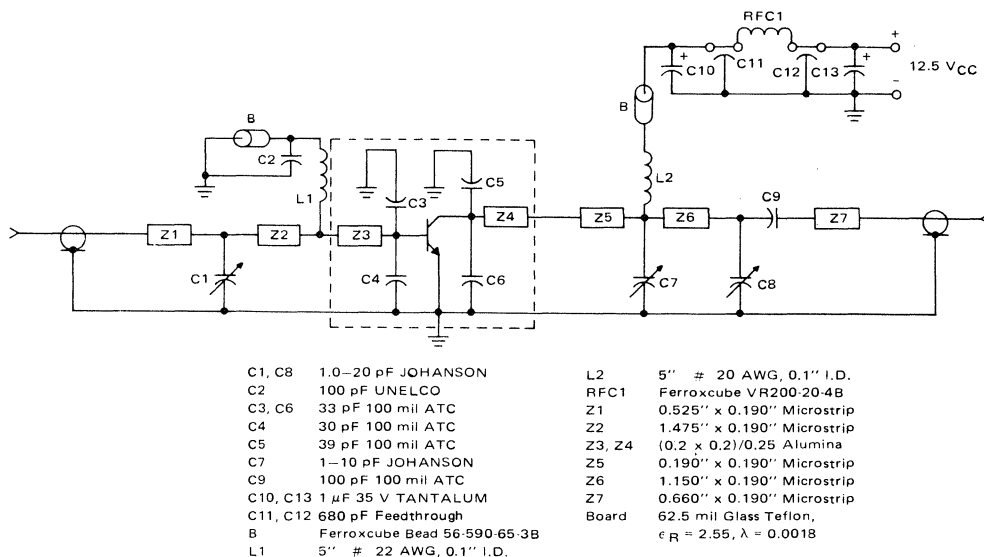 RFC1
+
+
+
C10
C11
C12
C13
12.5 VCC
−
B
B
C2
L1
C3
C5
L2
C9
Z1
Z2
Z3
Z4
Z5
Z6
Z7
C1
C4
C6
C7
C8
C1, C8 1.0–20 pF JOHANSON
C2 100 pF UNELCO
C3, C6 33 pF 100 mil ATC
C4 30 pF 100 mil ATC
C5 39 pF 100 mil ATC
C7 1–10 pF JOHANSON
C9 100 pF 100 mil ATC
C10, C13 1 μF 35 V TANTALUM
C11, C12 680 pF Feedthrough
B Ferroxcube Bead 56-590-65-3B
L1 5'' # 22 AWG, 0.1'' I.D.
L2 5'' # 20 AWG, 0.1'' I.D.
RFC1 Ferroxcube VR200-20-4B
Z1 0.525'' x 0.190'' Microstrip
Z2 1.475'' x 0.190'' Microstrip
Z3, Z4 (0.2 x 0.2)/0.25 Alumina
Z5 0.190'' x 0.190'' Microstrip
Z6 1.150'' x 0.190'' Microstrip
Z7 0.660'' x 0.190'' Microstrip
Board 62.5 mil Glass Teflon,
εR = 2.55, λ = 0.0018